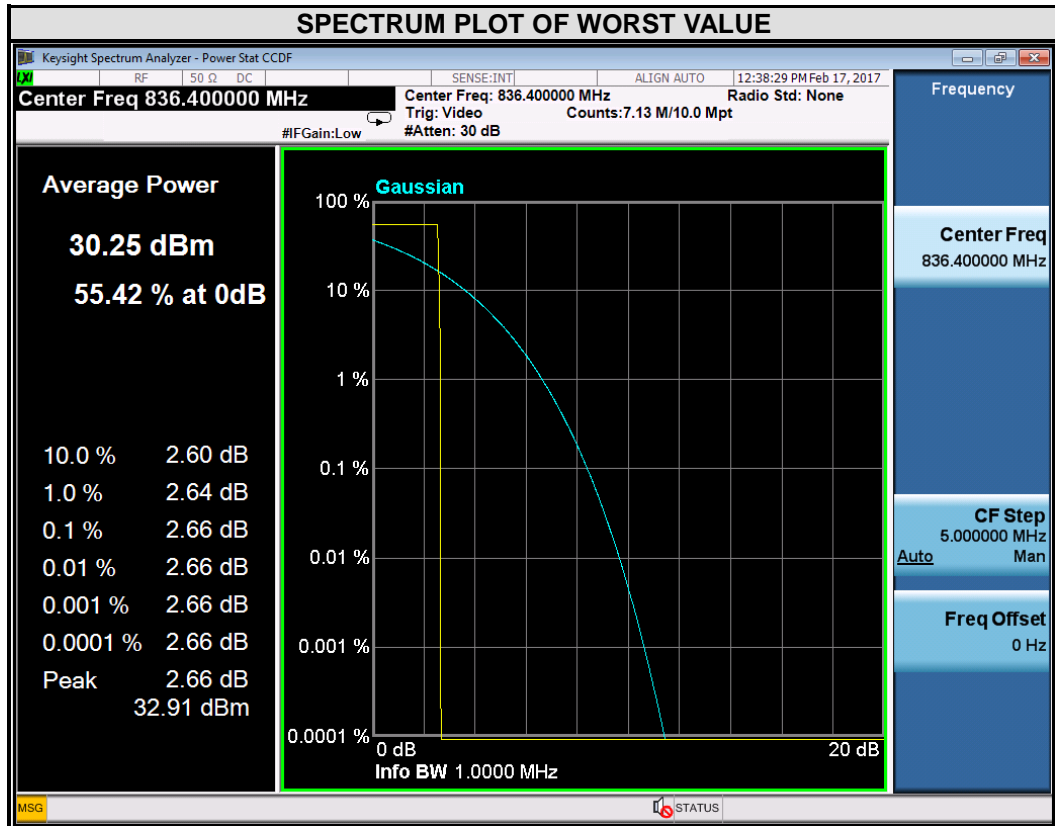 SPECTRUM PLOT OF WORST VALUE
Keysight Spectrum Analyzer - Power Stat CCDF
LXI RF 50 Ω DC SENSE:INT ALIGN AUTO 12:38:29 PM Feb 17, 2017
Center Freq 836.400000 MHz
#IFGain:Low
Center Freq: 836.400000 MHz Radio Std: None
Trig: Video Counts:7.13 M/10.0 Mpt
#Atten: 30 dB
Average Power
30.25 dBm
55.42 % at 0dB
10.0 % 2.60 dB
1.0 % 2.64 dB
0.1 % 2.66 dB
0.01 % 2.66 dB
0.001 % 2.66 dB
0.0001 % 2.66 dB
Peak 2.66 dB
32.91 dBm
Gaussian
100 %
10 %
1 %
0.1 %
0.01 %
0.001 %
0.0001 %
0 dB 20 dB
Info BW 1.0000 MHz
Frequency
Center Freq
836.400000 MHz
CF Step
5.000000 MHz
Auto Man
Freq Offset
0 Hz
MSG STATUS